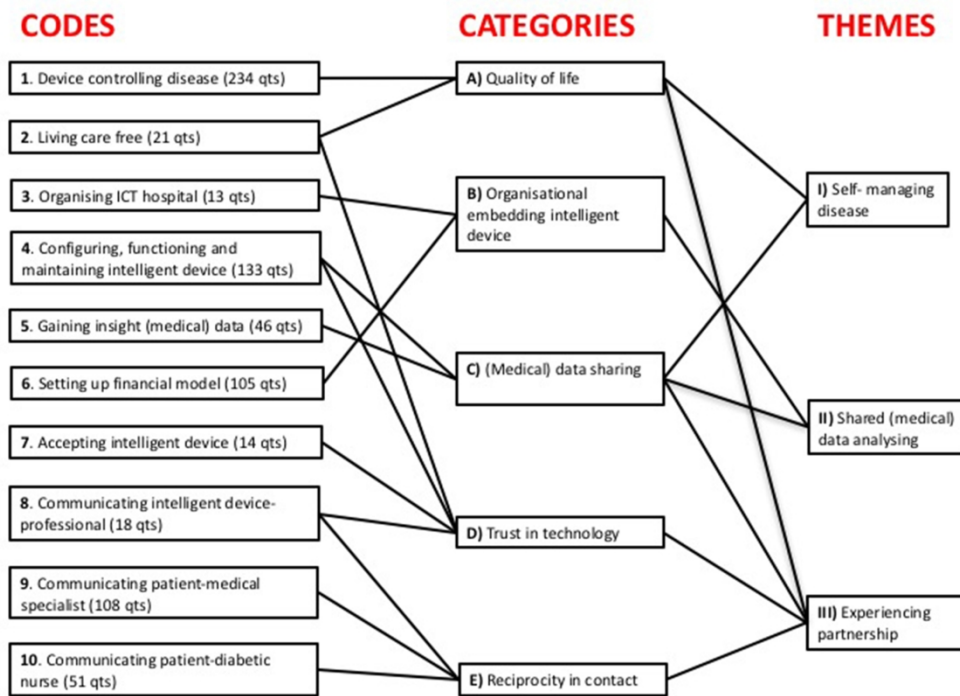 CODES
CATEGORIES
THEMES
1. Device controlling disease (234 qts)
2. Living care free (21 qts)
3. Organising ICT hospital (13 qts)
4. Configuring, functioning and
maintaining intelligent device (133 qts)
5. Gaining insight (medical) data (46 qts)
6. Setting up financial model (105 qts)
7. Accepting intelligent device (14 qts)
8. Communicating intelligent device-
professional (18 qts)
9. Communicating patient-medical
specialist (108 qts)
10. Communicating patient-diabetic
nurse (51 qts)
A) Quality of life
B) Organisational
embedding intelligent
device
C) (Medical) data sharing
D) Trust in technology
E) Reciprocity in contact
I) Self- managing
disease
II) Shared (medical)
data analysing
III) Experiencing
partnership